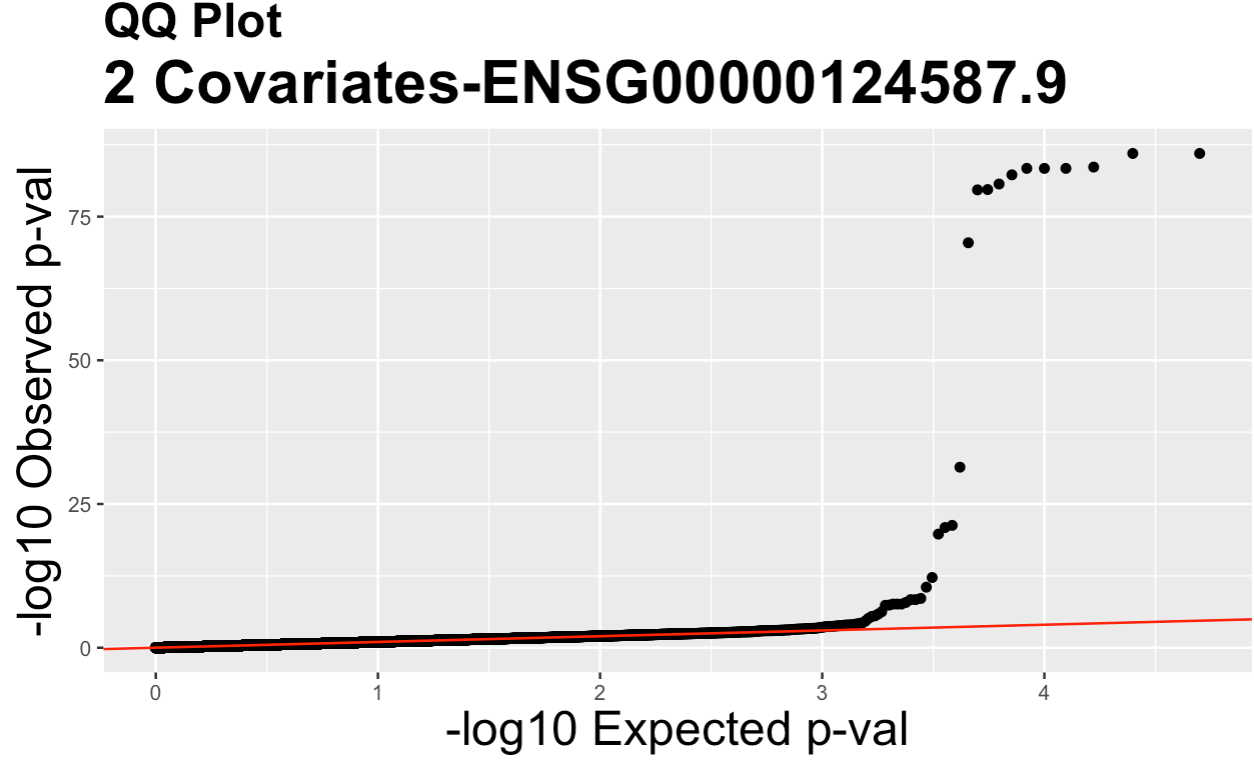 QQ Plot
2 Covariates-ENSG00000124587.9
-log10 Observed p-val
75
50
25
0
0 1 2 3 4
-log10 Expected p-val